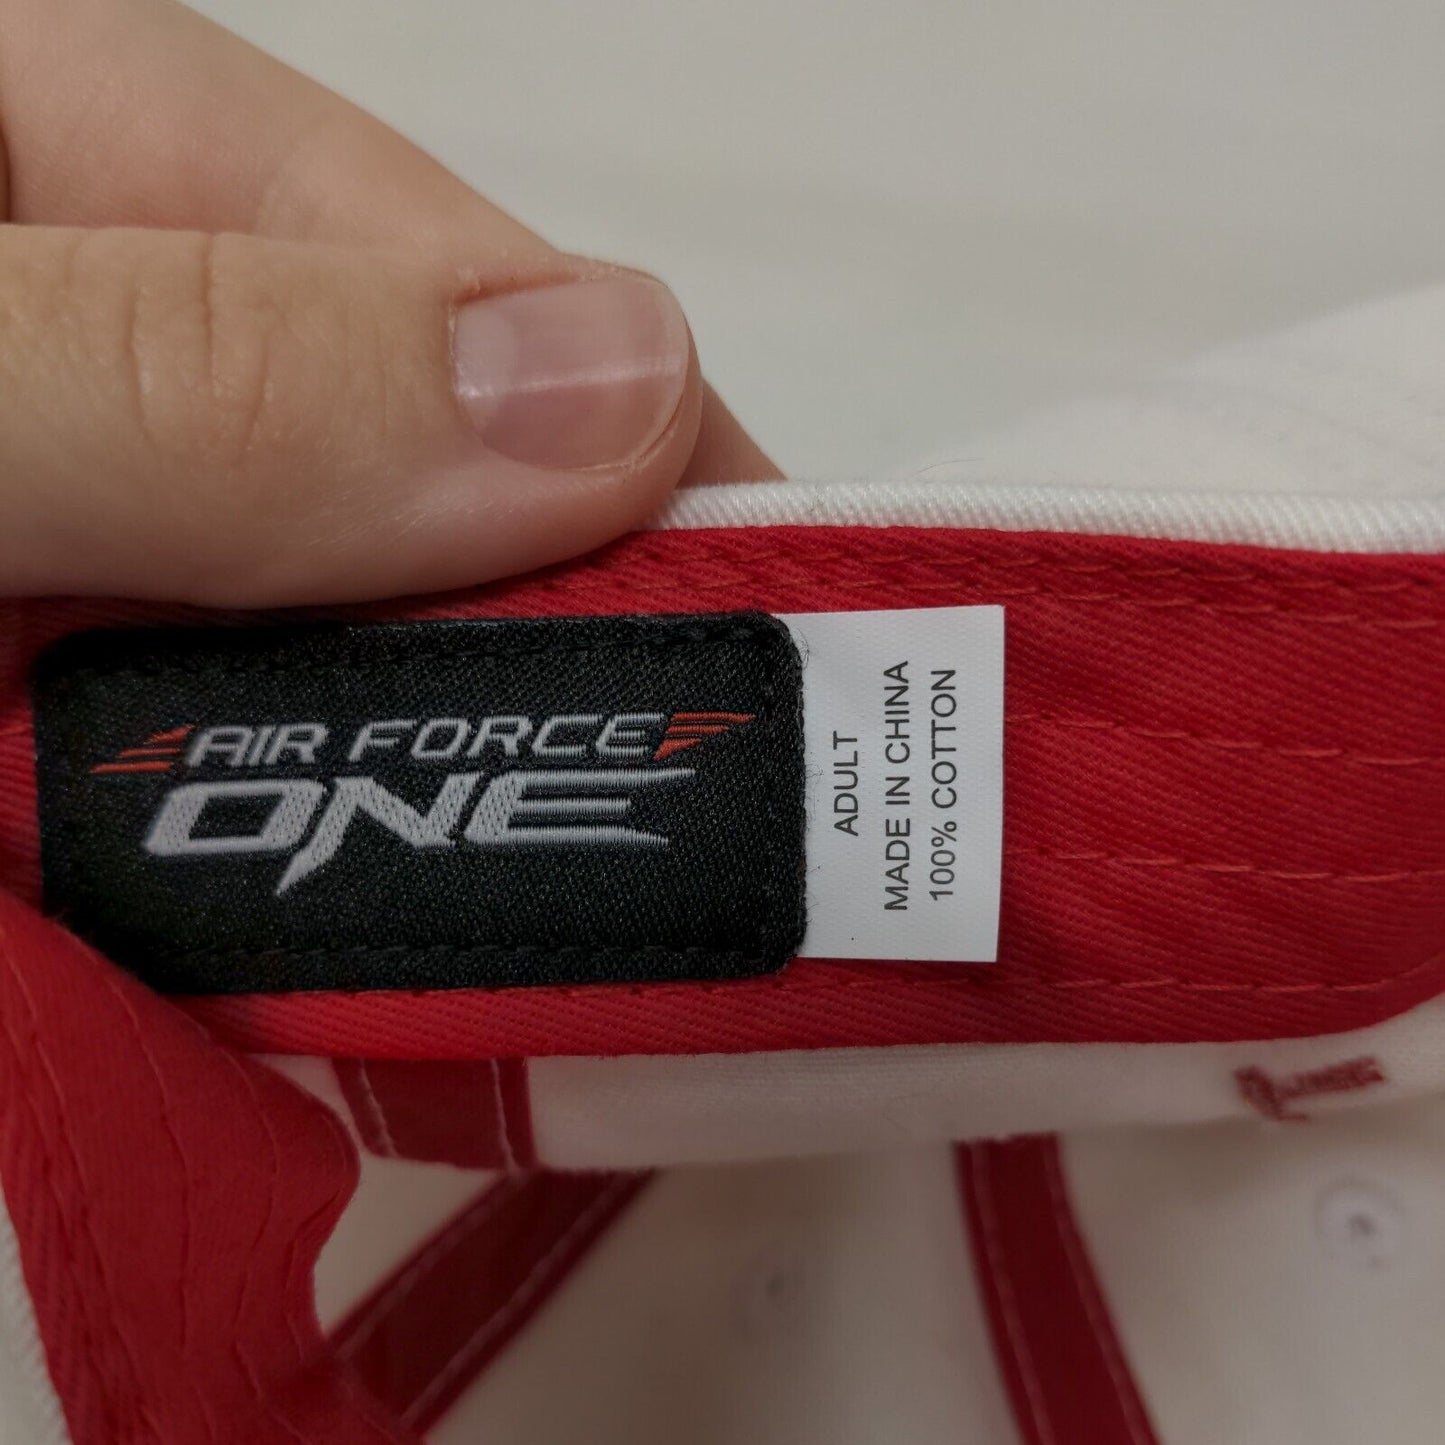 AIR FORCE
ONE
ADULT
MADE IN CHINA
100% COTTON